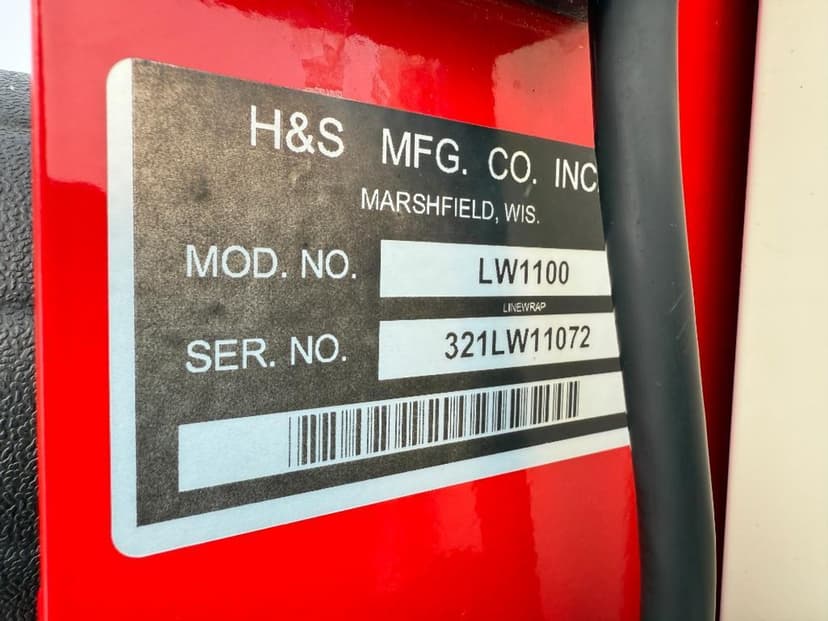 H&S MFG. CO. INC.
MARSHFIELD, WIS.
MOD. NO. LW1100
LINEWRAP
SER. NO. 321LW11072